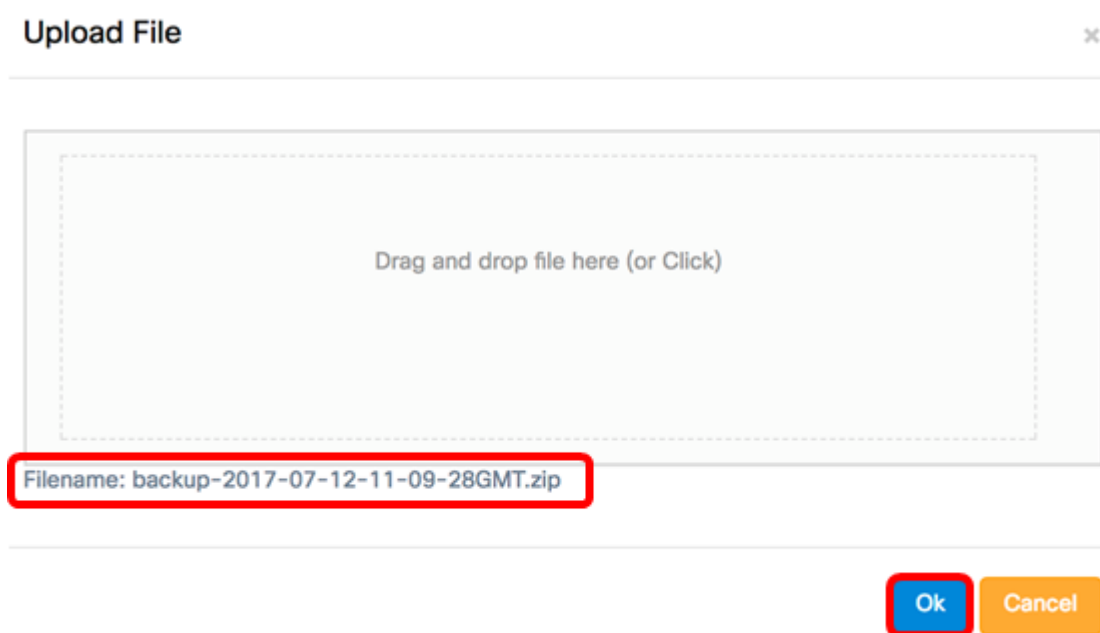 Upload File
×
Drag and drop file here (or Click)
Filename: backup-2017-07-12-11-09-28GMT.zip
Ok
Cancel